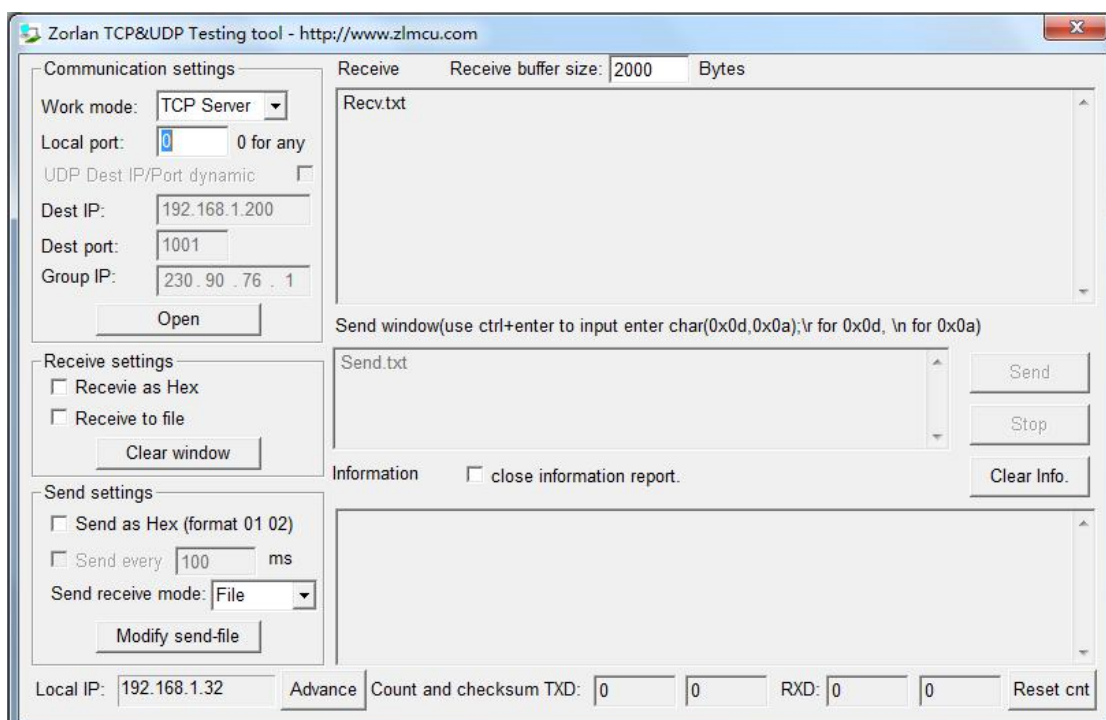 Zorlan TCP&UDP Testing tool - http://www.zlmcu.com
x
Communication settings
Work mode: TCP Server
Local port: 0 0 for any
UDP Dest IP/Port dynamic
Dest IP: 192.168.1.200
Dest port: 1001
Group IP: 230 . 90 . 76 . 1
Open
Receive settings
Recevie as Hex
Receive to file
Clear window
Send settings
Send as Hex (format 01 02)
Send every 100 ms
Send receive mode: File
Modify send-file
Receive Receive buffer size: 2000 Bytes
Recv.txt
Send window(use ctrl+enter to input enter char(0x0d,0x0a);\r for 0x0d, \n for 0x0a)
Send.txt
Send
Stop
Information close information report.
Clear Info.
Local IP: 192.168.1.32 Advance Count and checksum TXD: 0 0 RXD: 0 0 Reset cnt